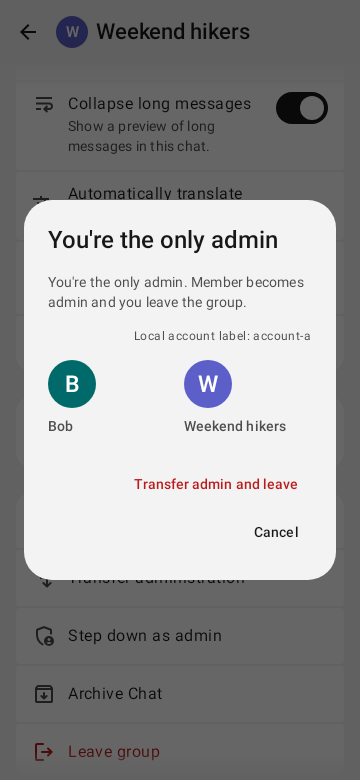 W Weekend hikers
Collapse long messages
Show a preview of long
messages in this chat.
Automatically translate
You're the only admin
You're the only admin. Member becomes
admin and you leave the group.
Local account label: account-a
B W
Bob Weekend hikers
Transfer admin and leave
Cancel
Transfer administration
Step down as admin
Archive Chat
Leave group